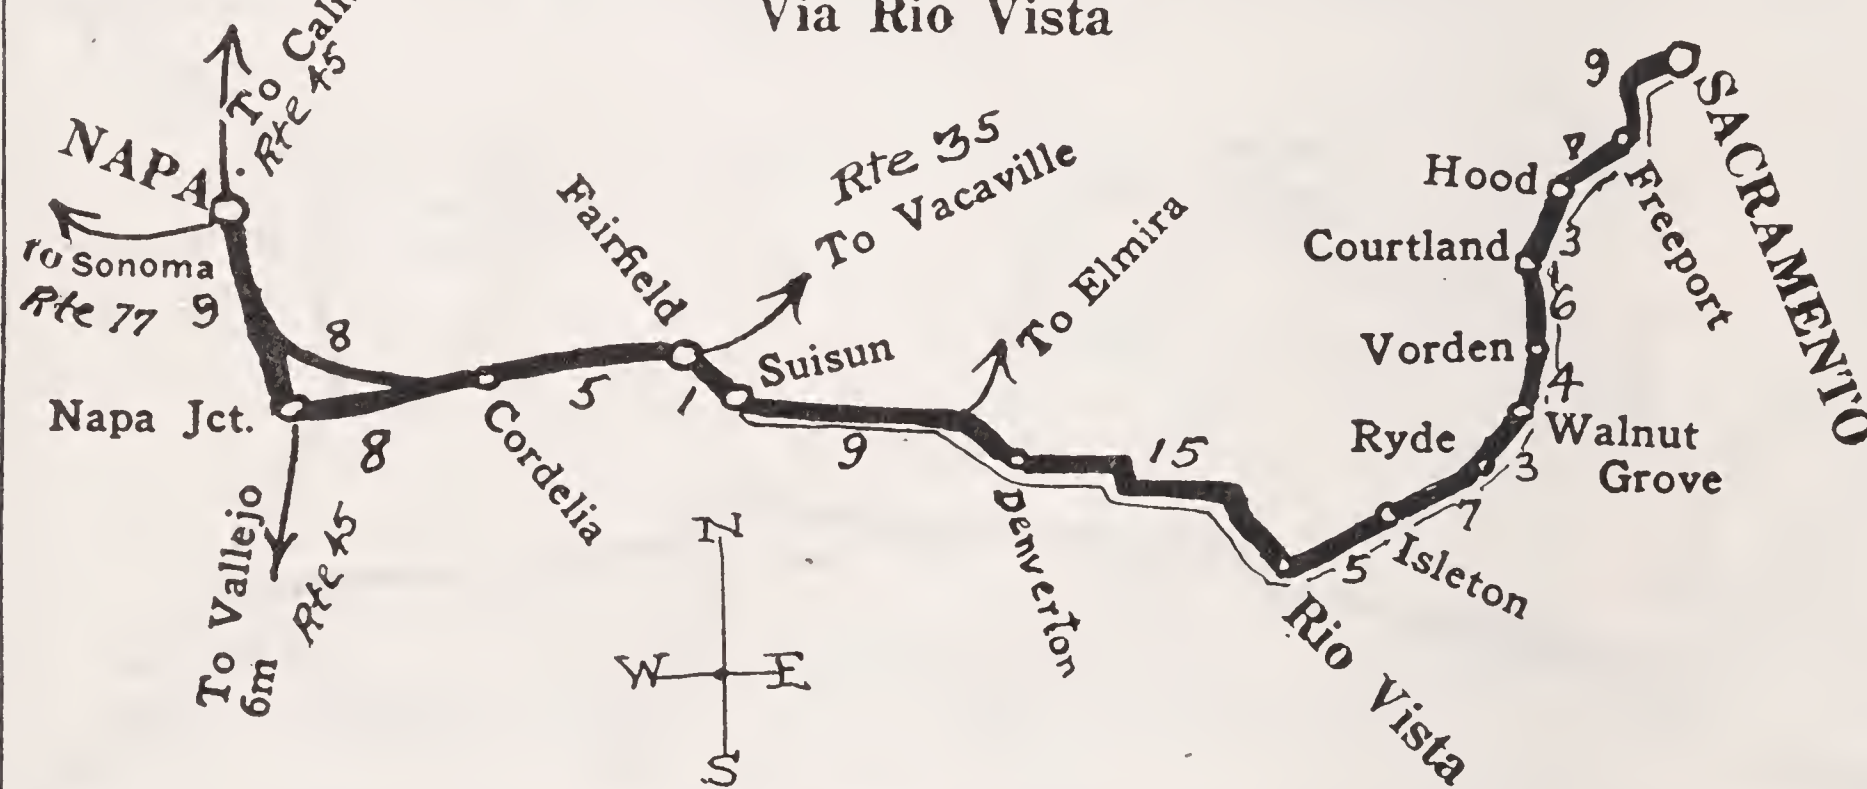 Via Rio Vista
To
Rte 45
NAPA
to Sonoma
Rte 77
9
8
Napa Jct.
8
To Vallejo
6m
Rte 45
Cordelia
5
Fairfield
1
Suisun
Rte 35
To Vacaville
To Elmira
9
Denverton
15
Rio Vista
5
Isleton
7
Ryde
3
Walnut
Grove
4
Vorden
6
Courtland
3
Hood
Freeport
9
SACRAMENTO
N
W E
S